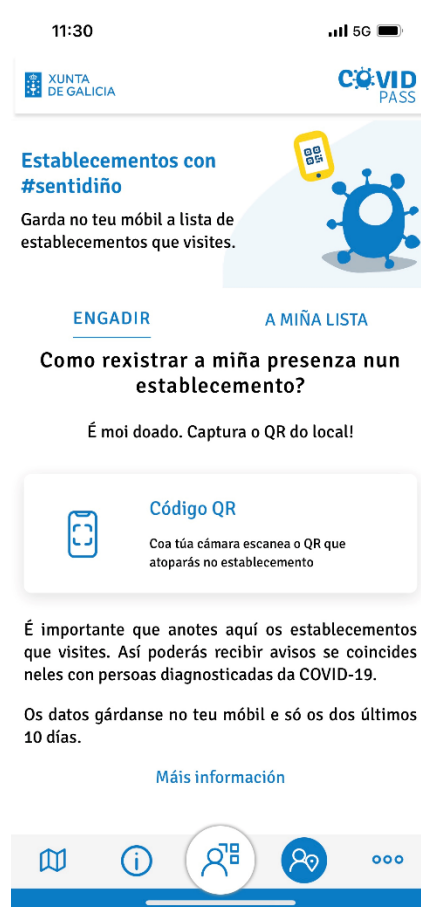 11:30
5G
XUNTA
DE GALICIA
COVID
PASS
Establecementos con
#sentidiño
Garda no teu móbil a lista de
establecementos que visites.
ENGADIR
A MIÑA LISTA
Como rexistrar a miña presenza nun
establecemento?
É moi doado. Captura o QR do local!
Código QR
Coa túa cámara escanea o QR que
atoparás no establecemento
É importante que anotes aquí os establecementos
que visites. Así poderás recibir avisos se coincides
neles con persoas diagnosticadas da COVID-19.
Os datos gárdanse no teu móbil e só os dos últimos
10 días.
Máis información